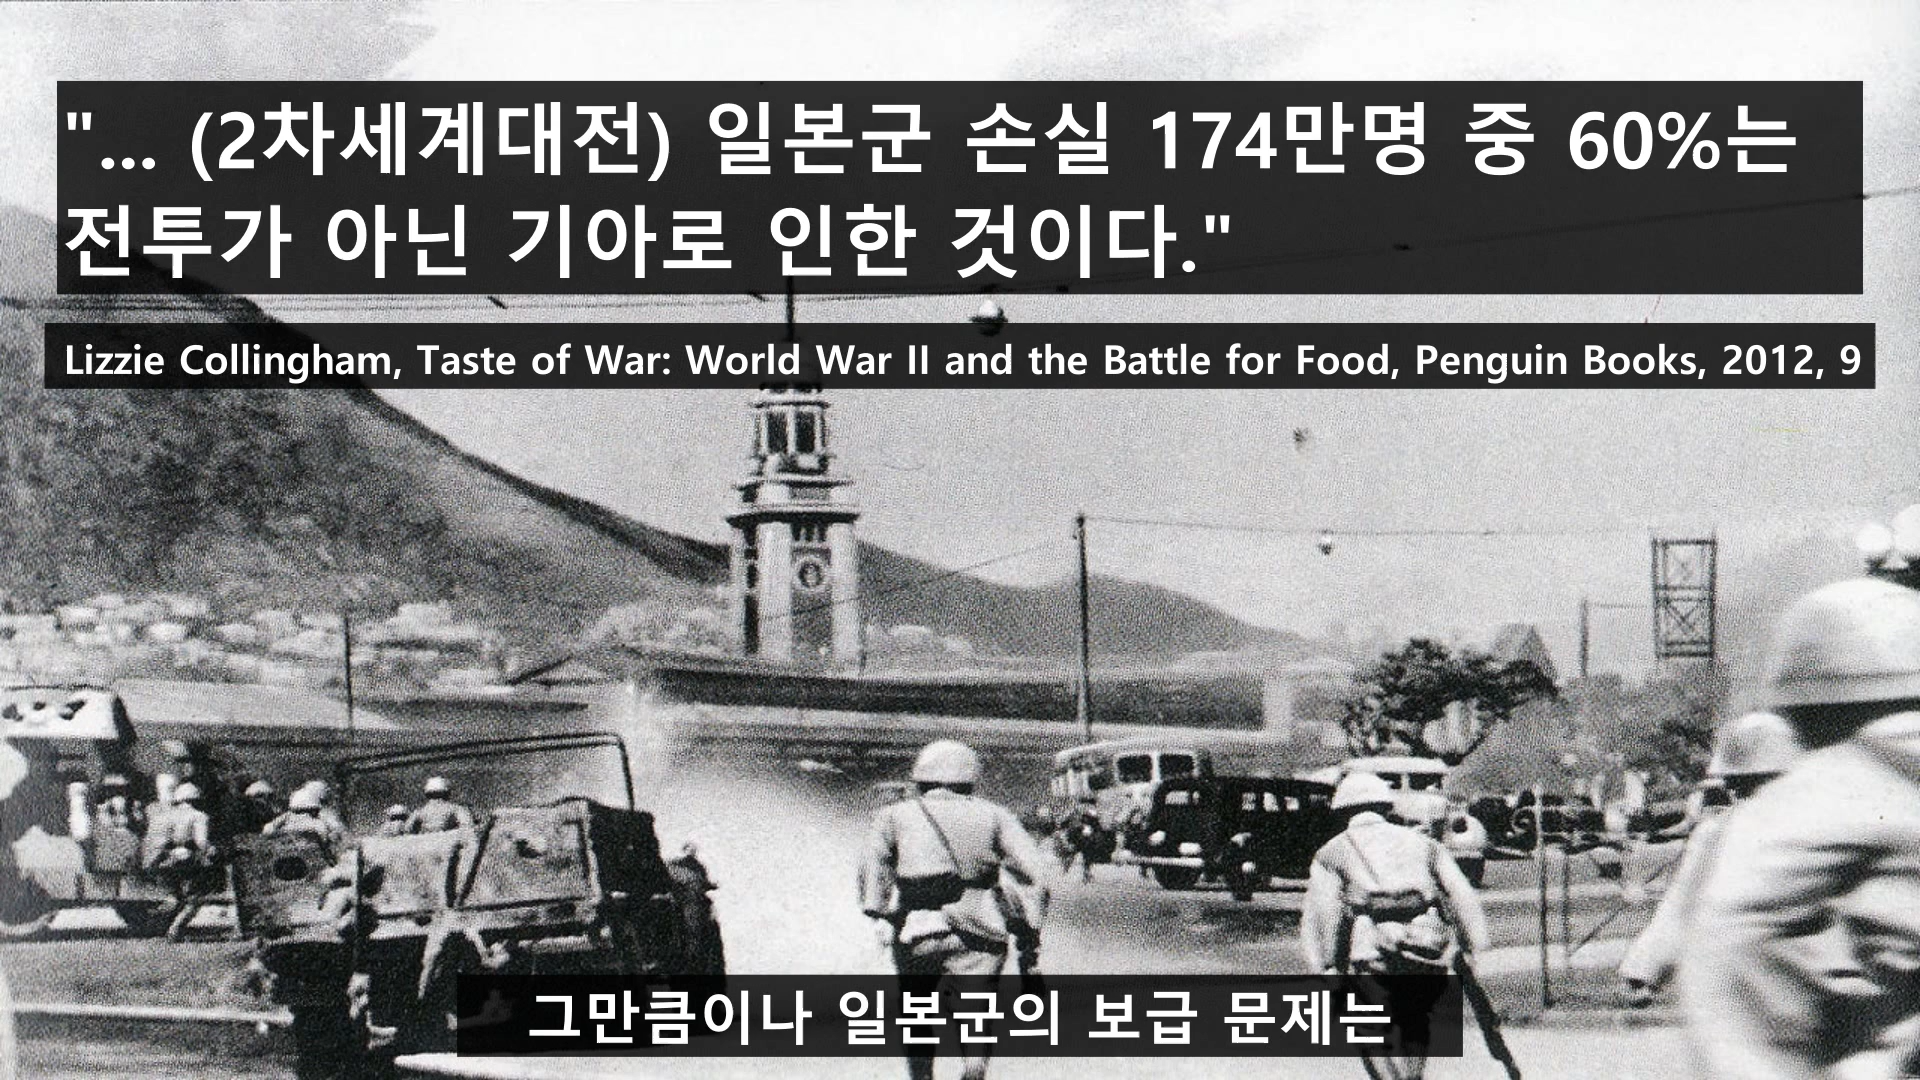 "... (2차세계대전) 일본군 손실 174만명 중 60%는
전투가 아닌 기아로 인한 것이다."
Lizzie Collingham, Taste of War: World War II and the Battle for Food, Penguin Books, 2012, 9
그만큼이나 일본군의 보급 문제는